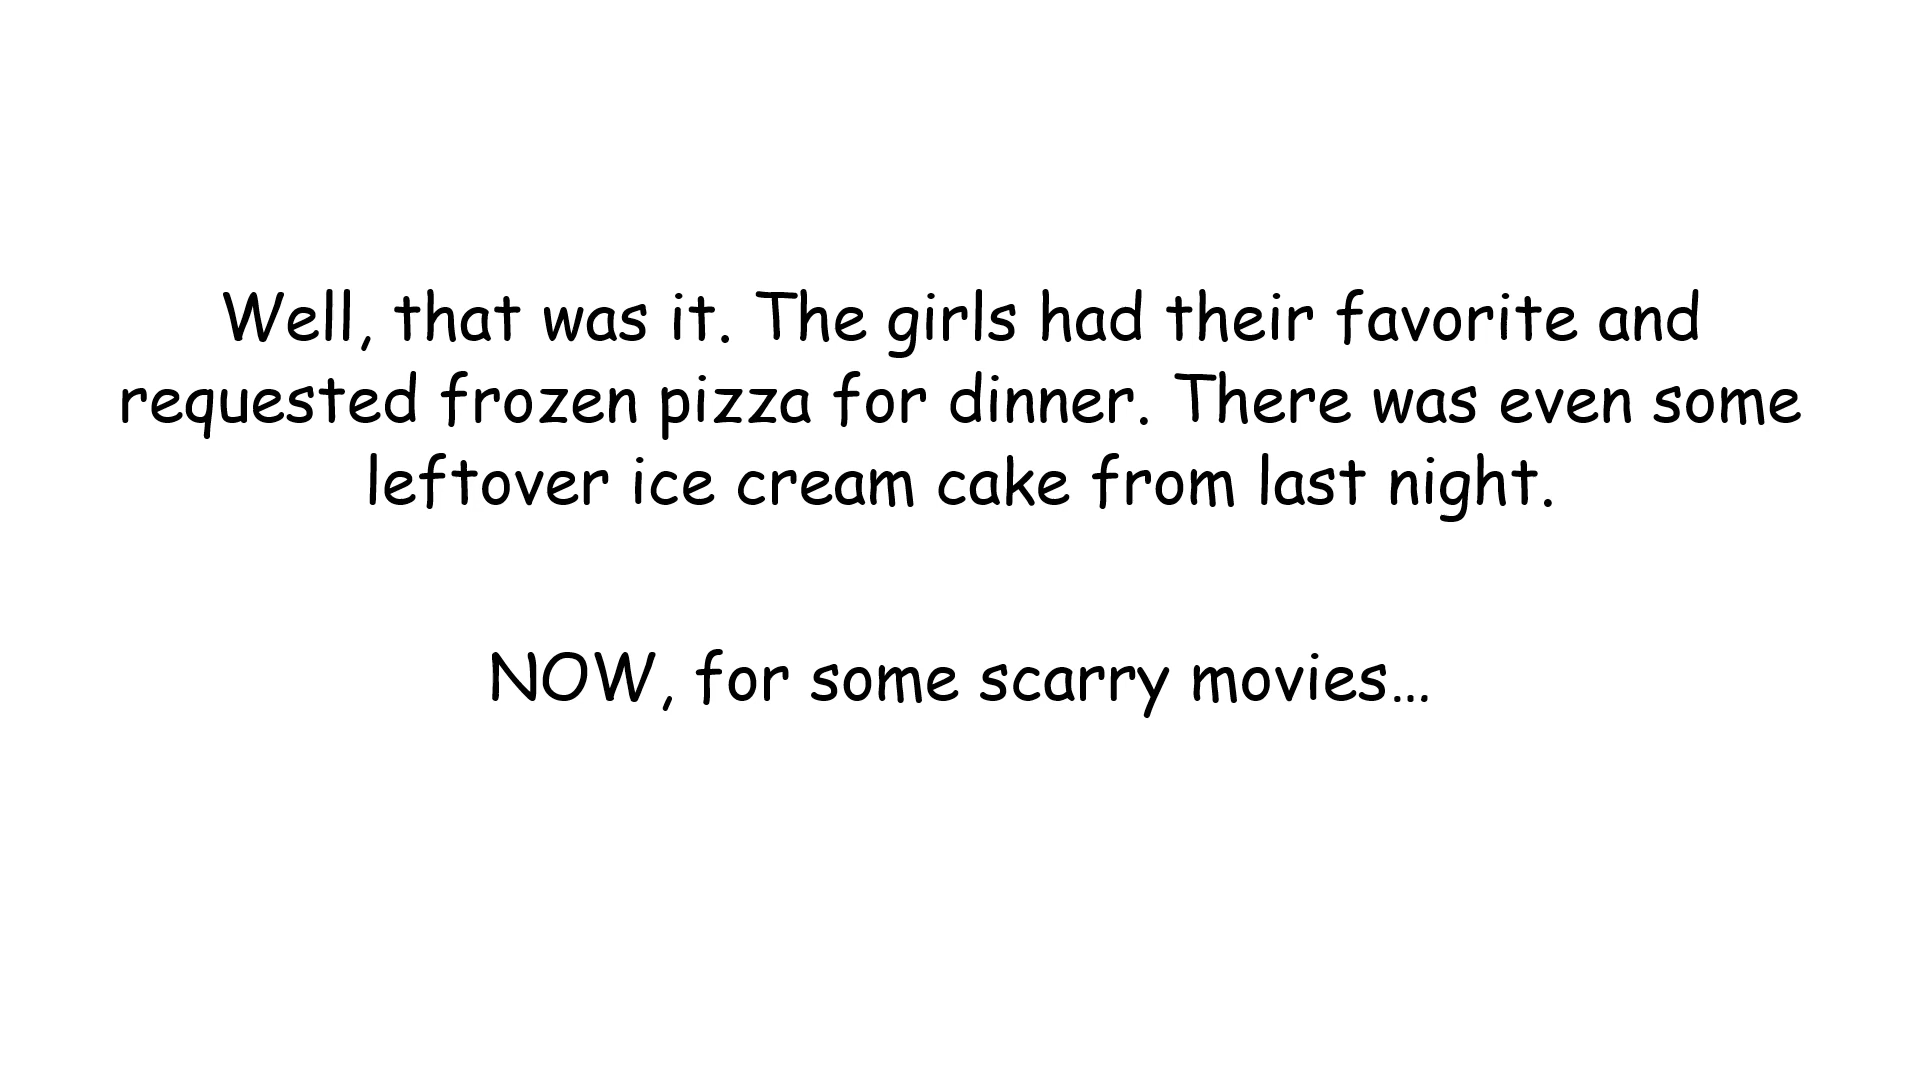 Well, that was it. The girls had their favorite and
requested frozen pizza for dinner. There was even some
leftover ice cream cake from last night.
NOW, for some scarry movies…